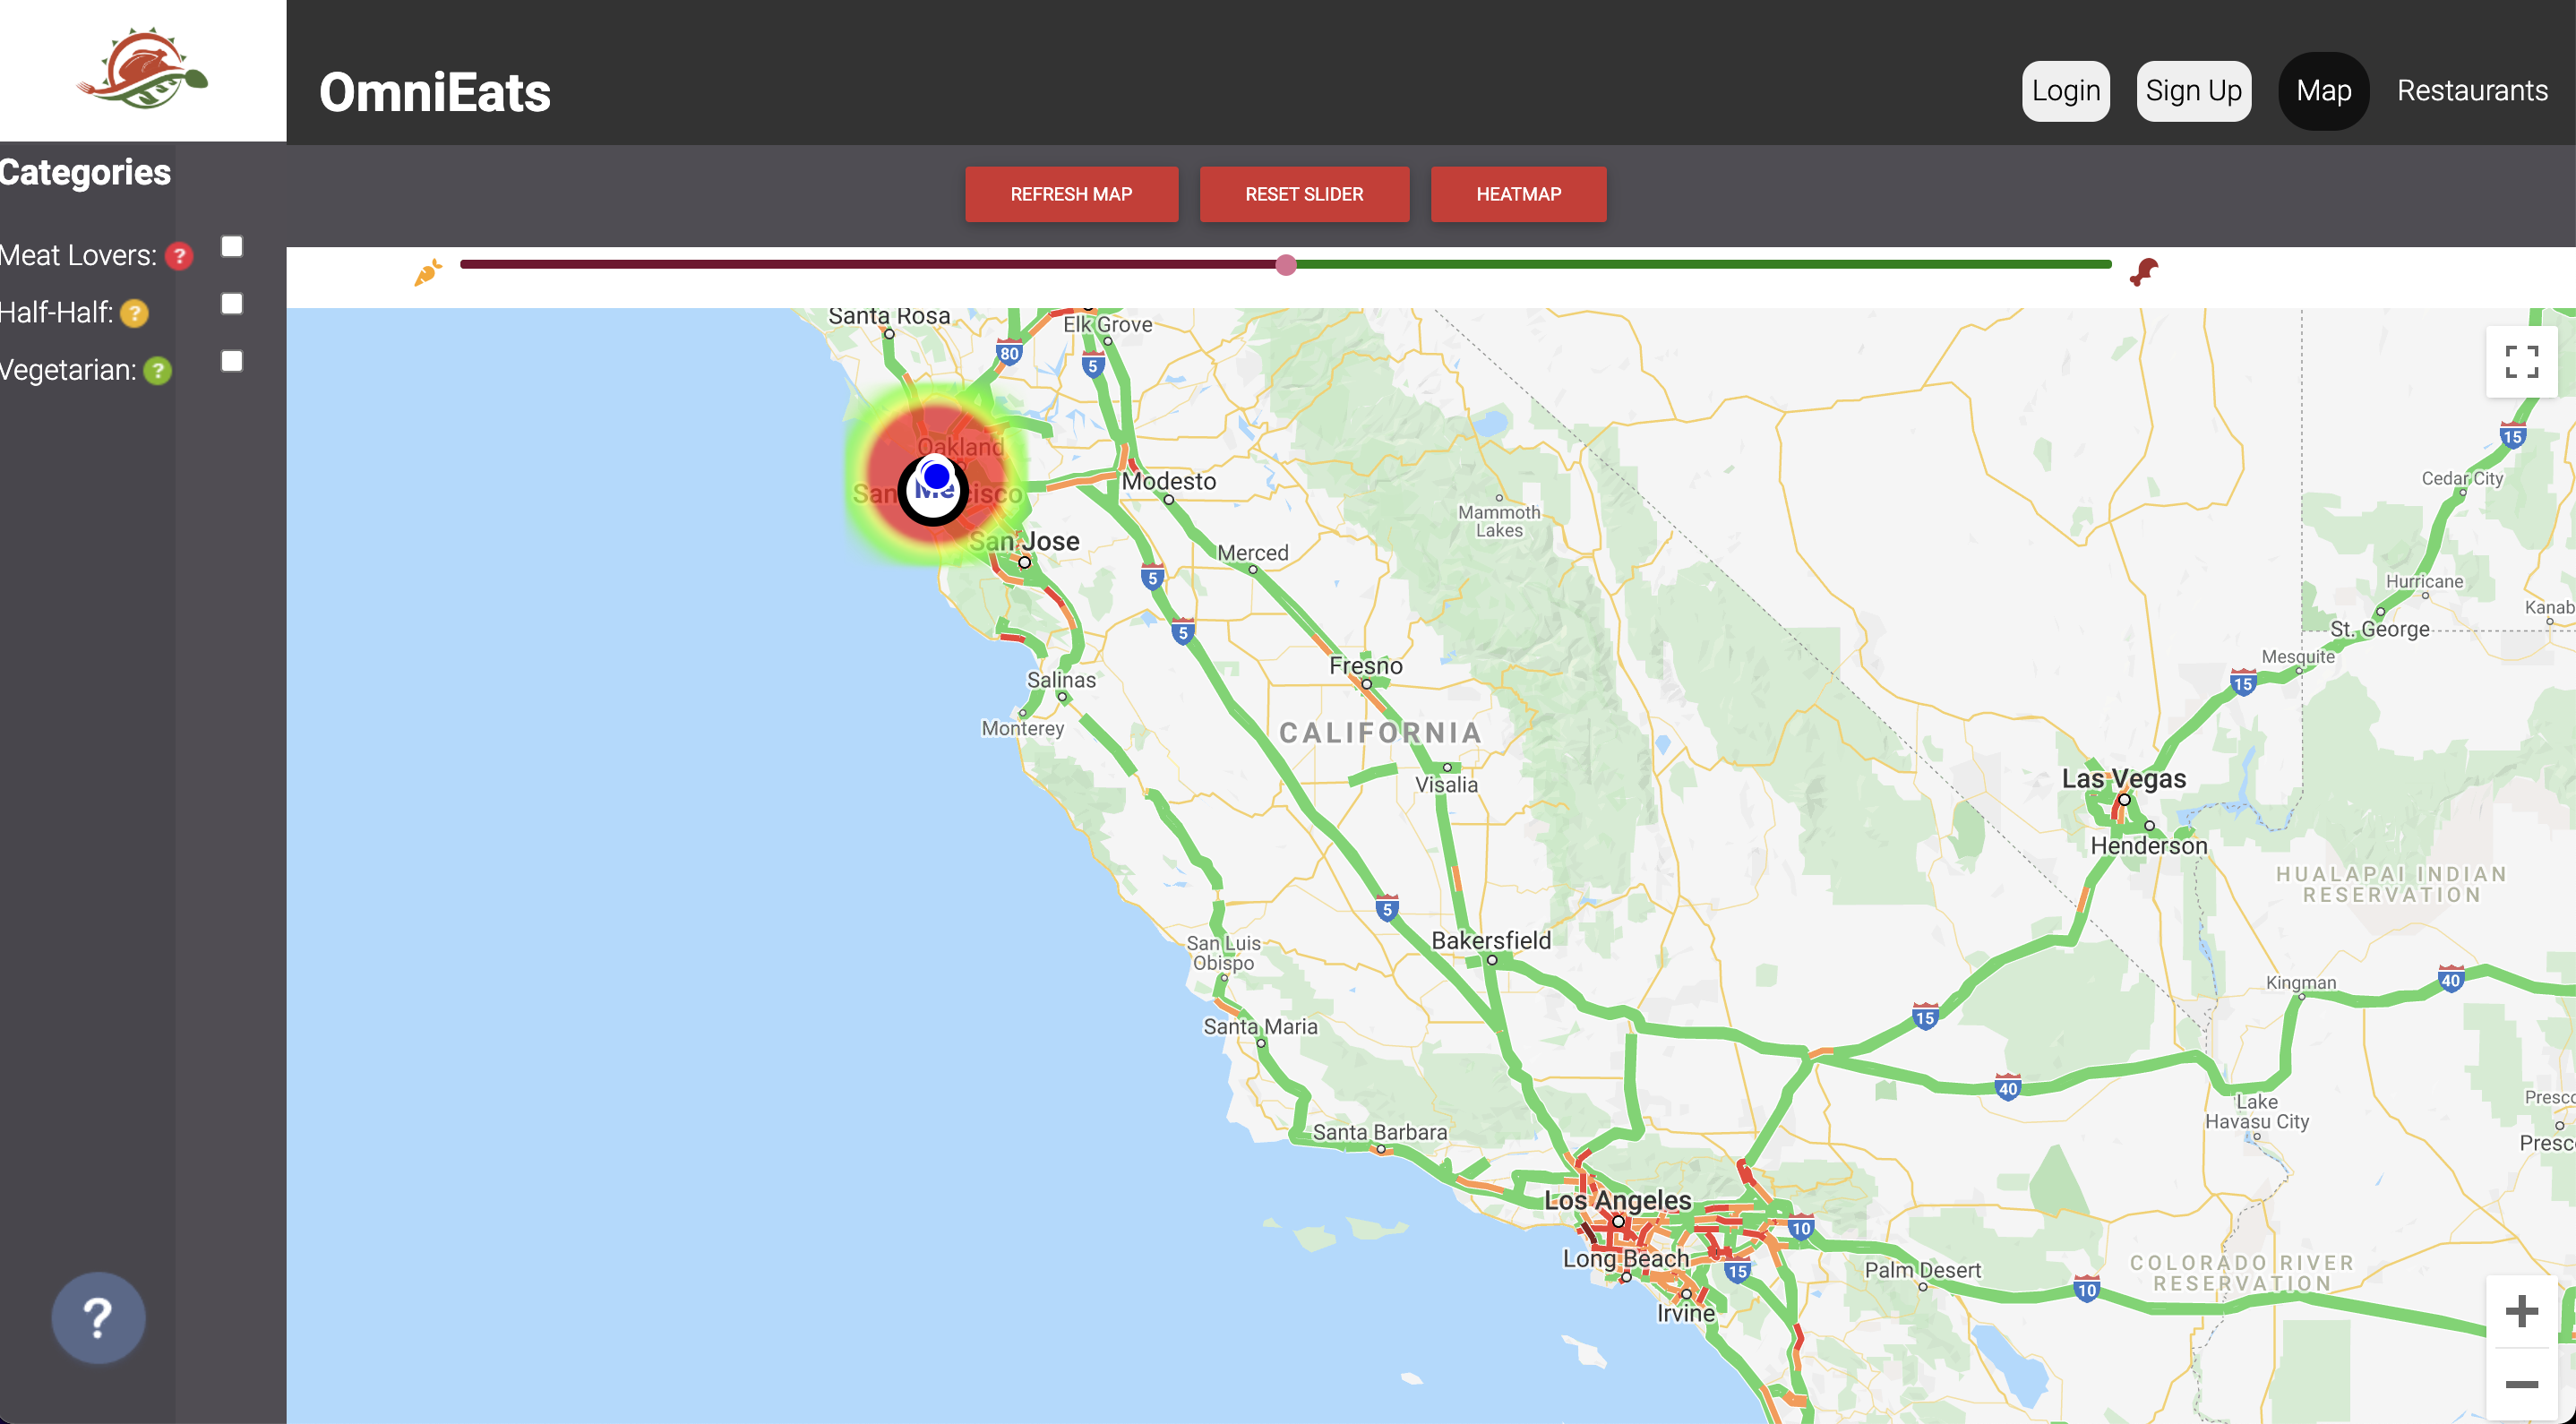 OmniEats
Login
Sign Up
Map
Restaurants
Categories
REFRESH MAP
RESET SLIDER
HEATMAP
Meat Lovers: ?
Half-Half: ?
Vegetarian: ?
Santa Rosa
Elk Grove
80
5
15
Oakland
Modesto
Cedar City
Me
Mammoth
Lakes
San Jose
Merced
5
Hurricane
Kanab
5
St. George
Mesquite
Fresno
15
Salinas
Monterey
CALIFORNIA
Visalia
Las Vegas
Henderson
HUALAPAI INDIAN
RESERVATION
5
San Luis
Obispo
Bakersfield
Kingman
40
15
Santa Maria
40
Lake
Havasu City
Presc
Presc
Santa Barbara
Los Angeles
10
Long Beach
15
Palm Desert
COLORADO RIVER
RESERVATION
10
Irvine
?